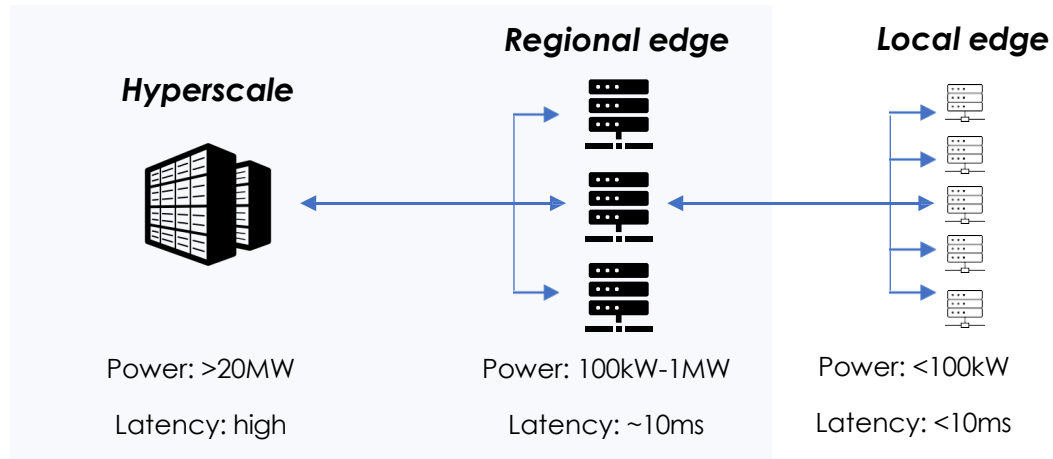 Hyperscale
Power: >20MW
Latency: high
Regional edge
Power: 100kW-1MW
Latency: ~10ms
Local edge
Power: <100kW
Latency: <10ms